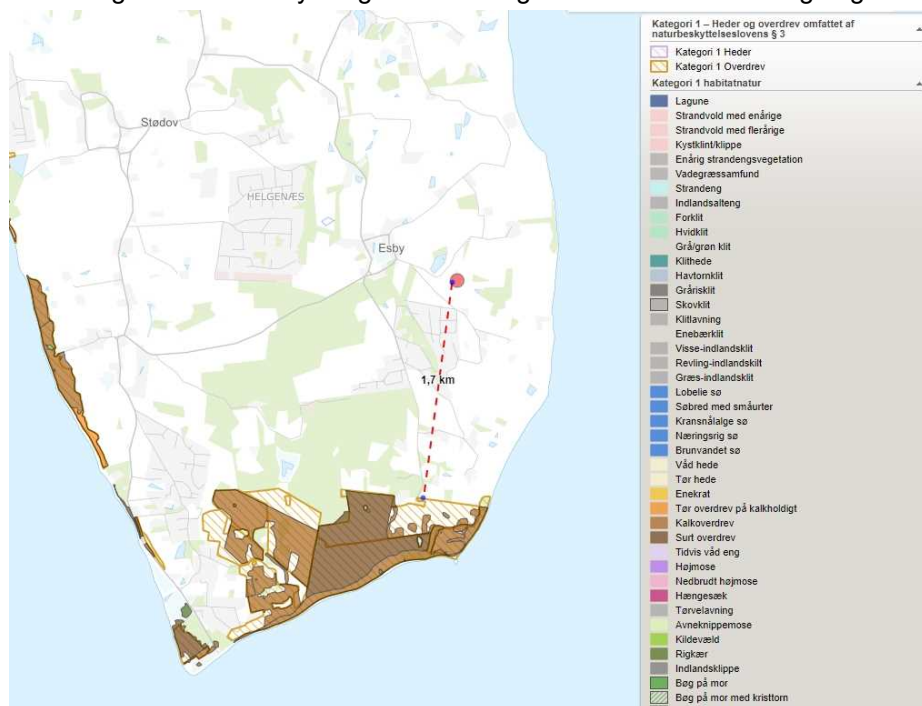 Stødov
HELGENÆS
Esby
1,7 km
Kategori 1 – Heder og overdrev omfattet af
naturbeskyttelseslovens § 3
Kategori 1 Heder
Kategori 1 Overdrev
Kategori 1 habitatnatur
Lagune
Strandvold med enårige
Strandvold med flerårige
Kystklint/klippe
Enårig strandengsvegetation
Vadegræssamfund
Strandeng
Indlandsalteng
Forklit
Hvidklit
Grå/grøn klit
Klithede
Havtornklit
Grårisklit
Skovklit
Klitlavning
Enebærklit
Visse-indlandsklit
Revling-indlandskilt
Græs-indlandsklit
Lobelie sø
Søbred med småurter
Kransnålalge sø
Næringsrig sø
Brunvandet sø
Våd hede
Tør hede
Enekrat
Tør overdrev på kalkholdigt
Kalkoverdrev
Surt overdrev
Tidvis våd eng
Højmose
Nedbrudt højmose
Hængesæk
Tørvelavning
Avneknippemose
Kildevæld
Rigkær
Indlandsklippe
Bøg på mor
Bøg på mor med kristtorn